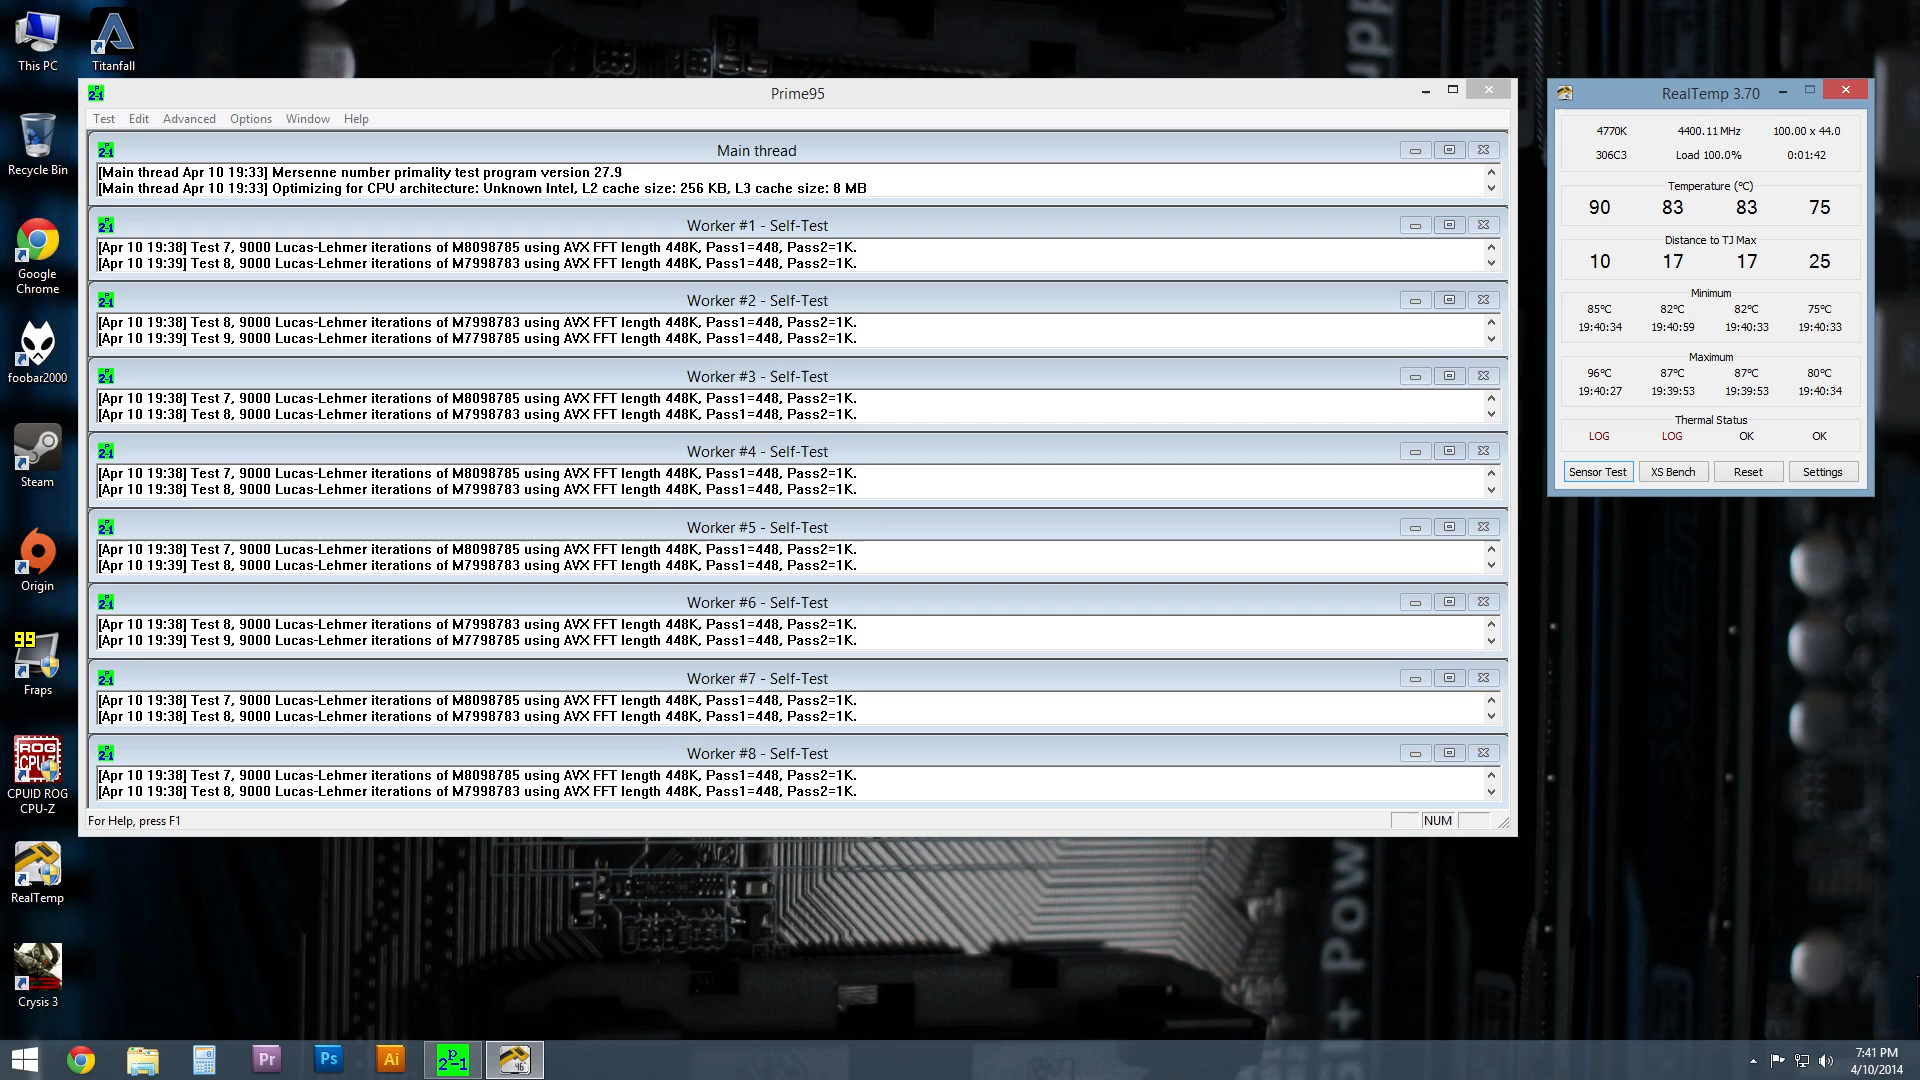 This PC
Titanfall
Recycle Bin
Google
Chrome
foobar2000
Steam
Origin
99
Fraps
ROG
CPU-Z
CPUID ROG
CPU-Z
RealTemp
Crysis 3
Prime95
Test Edit Advanced Options Window Help
Main thread
[Main thread Apr 10 19:33] Mersenne number primality test program version 27.9
[Main thread Apr 10 19:33] Optimizing for CPU architecture: Unknown Intel, L2 cache size: 256 KB, L3 cache size: 8 MB
Worker #1 - Self-Test
[Apr 10 19:38] Test 7, 9000 Lucas-Lehmer iterations of M8098785 using AVX FFT length 448K, Pass1=448, Pass2=1K.
[Apr 10 19:39] Test 8, 9000 Lucas-Lehmer iterations of M7998783 using AVX FFT length 448K, Pass1=448, Pass2=1K.
Worker #2 - Self-Test
[Apr 10 19:38] Test 8, 9000 Lucas-Lehmer iterations of M7998783 using AVX FFT length 448K, Pass1=448, Pass2=1K.
[Apr 10 19:39] Test 9, 9000 Lucas-Lehmer iterations of M7798785 using AVX FFT length 448K, Pass1=448, Pass2=1K.
Worker #3 - Self-Test
[Apr 10 19:38] Test 7, 9000 Lucas-Lehmer iterations of M8098785 using AVX FFT length 448K, Pass1=448, Pass2=1K.
[Apr 10 19:38] Test 8, 9000 Lucas-Lehmer iterations of M7998783 using AVX FFT length 448K, Pass1=448, Pass2=1K.
Worker #4 - Self-Test
[Apr 10 19:38] Test 7, 9000 Lucas-Lehmer iterations of M8098785 using AVX FFT length 448K, Pass1=448, Pass2=1K.
[Apr 10 19:38] Test 8, 9000 Lucas-Lehmer iterations of M7998783 using AVX FFT length 448K, Pass1=448, Pass2=1K.
Worker #5 - Self-Test
[Apr 10 19:38] Test 7, 9000 Lucas-Lehmer iterations of M8098785 using AVX FFT length 448K, Pass1=448, Pass2=1K.
[Apr 10 19:39] Test 8, 9000 Lucas-Lehmer iterations of M7998783 using AVX FFT length 448K, Pass1=448, Pass2=1K.
Worker #6 - Self-Test
[Apr 10 19:38] Test 8, 9000 Lucas-Lehmer iterations of M7998783 using AVX FFT length 448K, Pass1=448, Pass2=1K.
[Apr 10 19:39] Test 9, 9000 Lucas-Lehmer iterations of M7798785 using AVX FFT length 448K, Pass1=448, Pass2=1K.
Worker #7 - Self-Test
[Apr 10 19:38] Test 7, 9000 Lucas-Lehmer iterations of M8098785 using AVX FFT length 448K, Pass1=448, Pass2=1K.
[Apr 10 19:38] Test 8, 9000 Lucas-Lehmer iterations of M7998783 using AVX FFT length 448K, Pass1=448, Pass2=1K.
Worker #8 - Self-Test
[Apr 10 19:38] Test 7, 9000 Lucas-Lehmer iterations of M8098785 using AVX FFT length 448K, Pass1=448, Pass2=1K.
[Apr 10 19:38] Test 8, 9000 Lucas-Lehmer iterations of M7998783 using AVX FFT length 448K, Pass1=448, Pass2=1K.
For Help, press F1
NUM
RealTemp 3.70
4770K 4400.11 MHz 100.00 x 44.0
306C3 Load 100.0% 0:01:42
Temperature (°C)
90 83 83 75
Distance to TJ Max
10 17 17 25
Minimum
85°C 82°C 82°C 75°C
19:40:34 19:40:59 19:40:33 19:40:33
Maximum
96°C 87°C 87°C 80°C
19:40:27 19:39:53 19:39:53 19:40:34
Thermal Status
LOG LOG OK OK
Sensor Test XS Bench Reset Settings
Pr Ps Ai
7:41 PM
4/10/2014